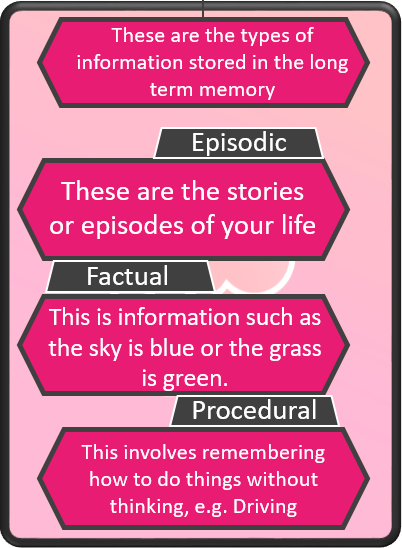 These are the types of
information stored in the long
term memory
Episodic
These are the stories
or episodes of your life
Factual
This is information such as
the sky is blue or the grass
is green.
Procedural
This involves remembering
how to do things without
thinking, e.g. Driving